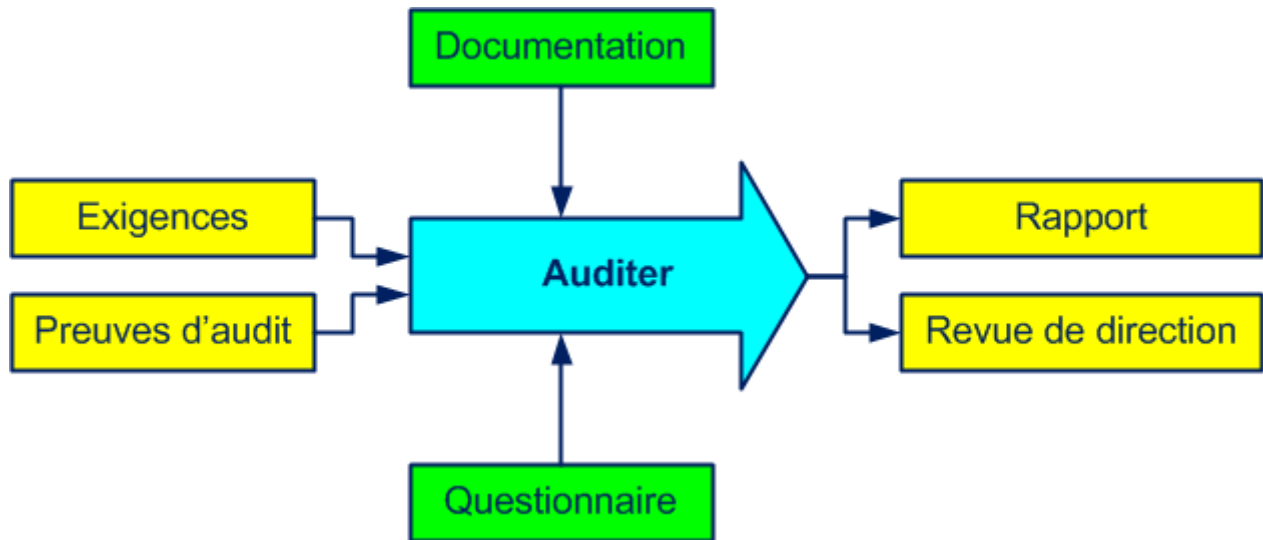 Documentation
Exigences
Preuves d’audit
Auditer
Rapport
Revue de direction
Questionnaire